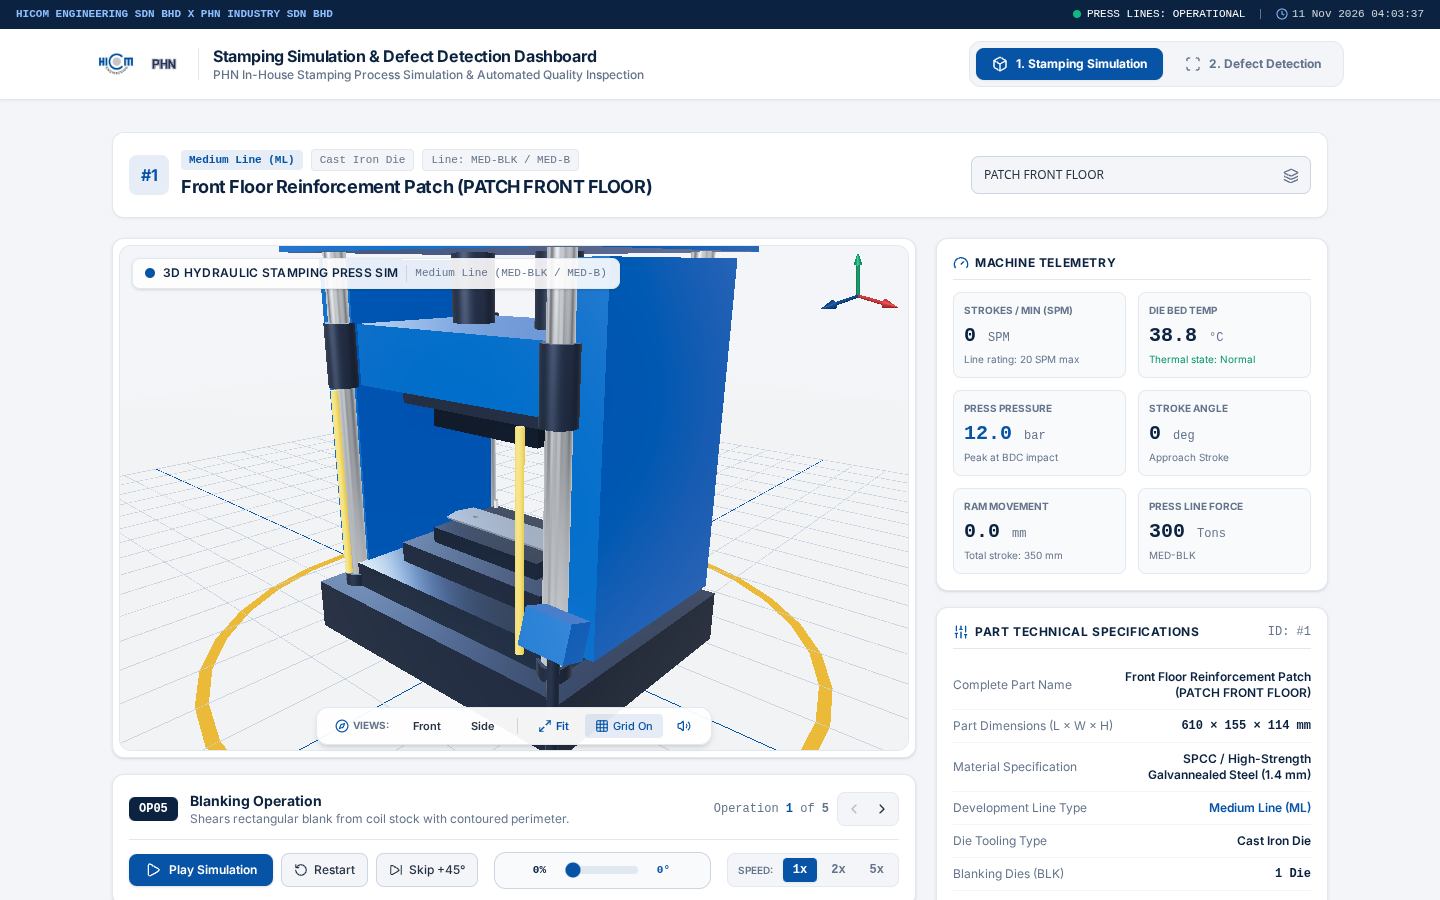 HICOM ENGINEERING SDN BHD X PHN INDUSTRY SDN BHD
PRESS LINES: OPERATIONAL | 11 Nov 2026 04:03:37
HICOM
PHN
Stamping Simulation & Defect Detection Dashboard
PHN In-House Stamping Process Simulation & Automated Quality Inspection
1. Stamping Simulation
2. Defect Detection
#1
Medium Line (ML)
Cast Iron Die
Line: MED-BLK / MED-B
Front Floor Reinforcement Patch (PATCH FRONT FLOOR)
PATCH FRONT FLOOR
3D HYDRAULIC STAMPING PRESS SIM
Medium Line (MED-BLK / MED-B)
VIEWS:
Front
Side
Fit
Grid On
OP05
Blanking Operation
Shears rectangular blank from coil stock with contoured perimeter.
Operation 1 of 5
Play Simulation
Restart
Skip +45°
0%
0°
SPEED:
1x
2x
5x
MACHINE TELEMETRY
STROKES / MIN (SPM)
0 SPM
Line rating: 20 SPM max
DIE BED TEMP
38.8 °C
Thermal state: Normal
PRESS PRESSURE
12.0 bar
Peak at BDC impact
STROKE ANGLE
0 deg
Approach Stroke
RAM MOVEMENT
0.0 mm
Total stroke: 350 mm
PRESS LINE FORCE
300 Tons
MED-BLK
PART TECHNICAL SPECIFICATIONS
ID: #1
Complete Part Name
Front Floor Reinforcement Patch
(PATCH FRONT FLOOR)
Part Dimensions (L × W × H)
610 × 155 × 114 mm
Material Specification
SPCC / High-Strength
Galvannealed Steel (1.4 mm)
Development Line Type
Medium Line (ML)
Die Tooling Type
Cast Iron Die
Blanking Dies (BLK)
1 Die